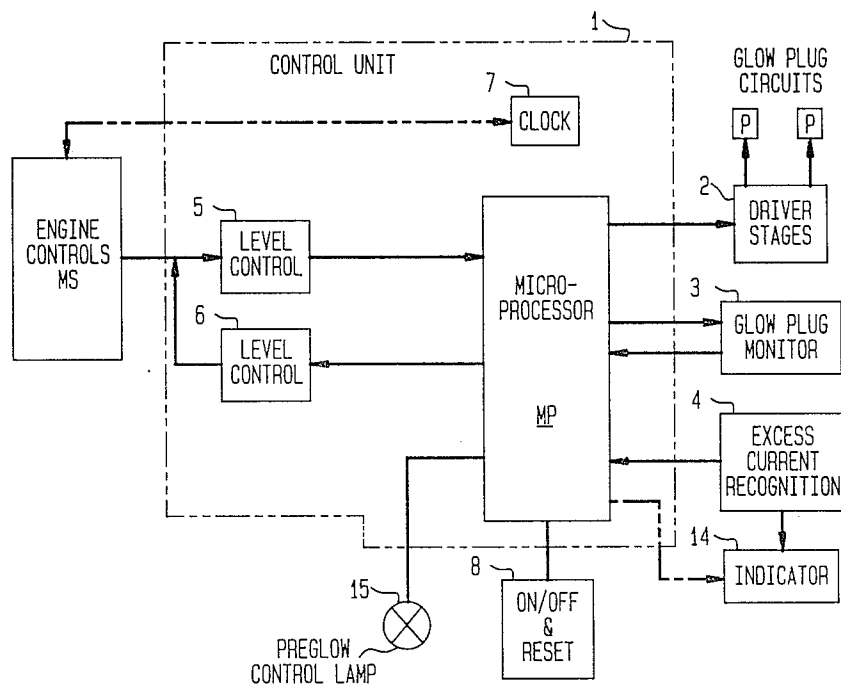 1
CONTROL UNIT
GLOW PLUG
CIRCUITS
7
CLOCK
P
P
ENGINE
CONTROLS
MS
5
LEVEL
CONTROL
2
DRIVER
STAGES
MICRO-
PROCESSOR
MP
3
GLOW PLUG
MONITOR
6
LEVEL
CONTROL
4
EXCESS
CURRENT
RECOGNITION
14
INDICATOR
8
ON/OFF
&
RESET
15
PREGLOW
CONTROL LAMP